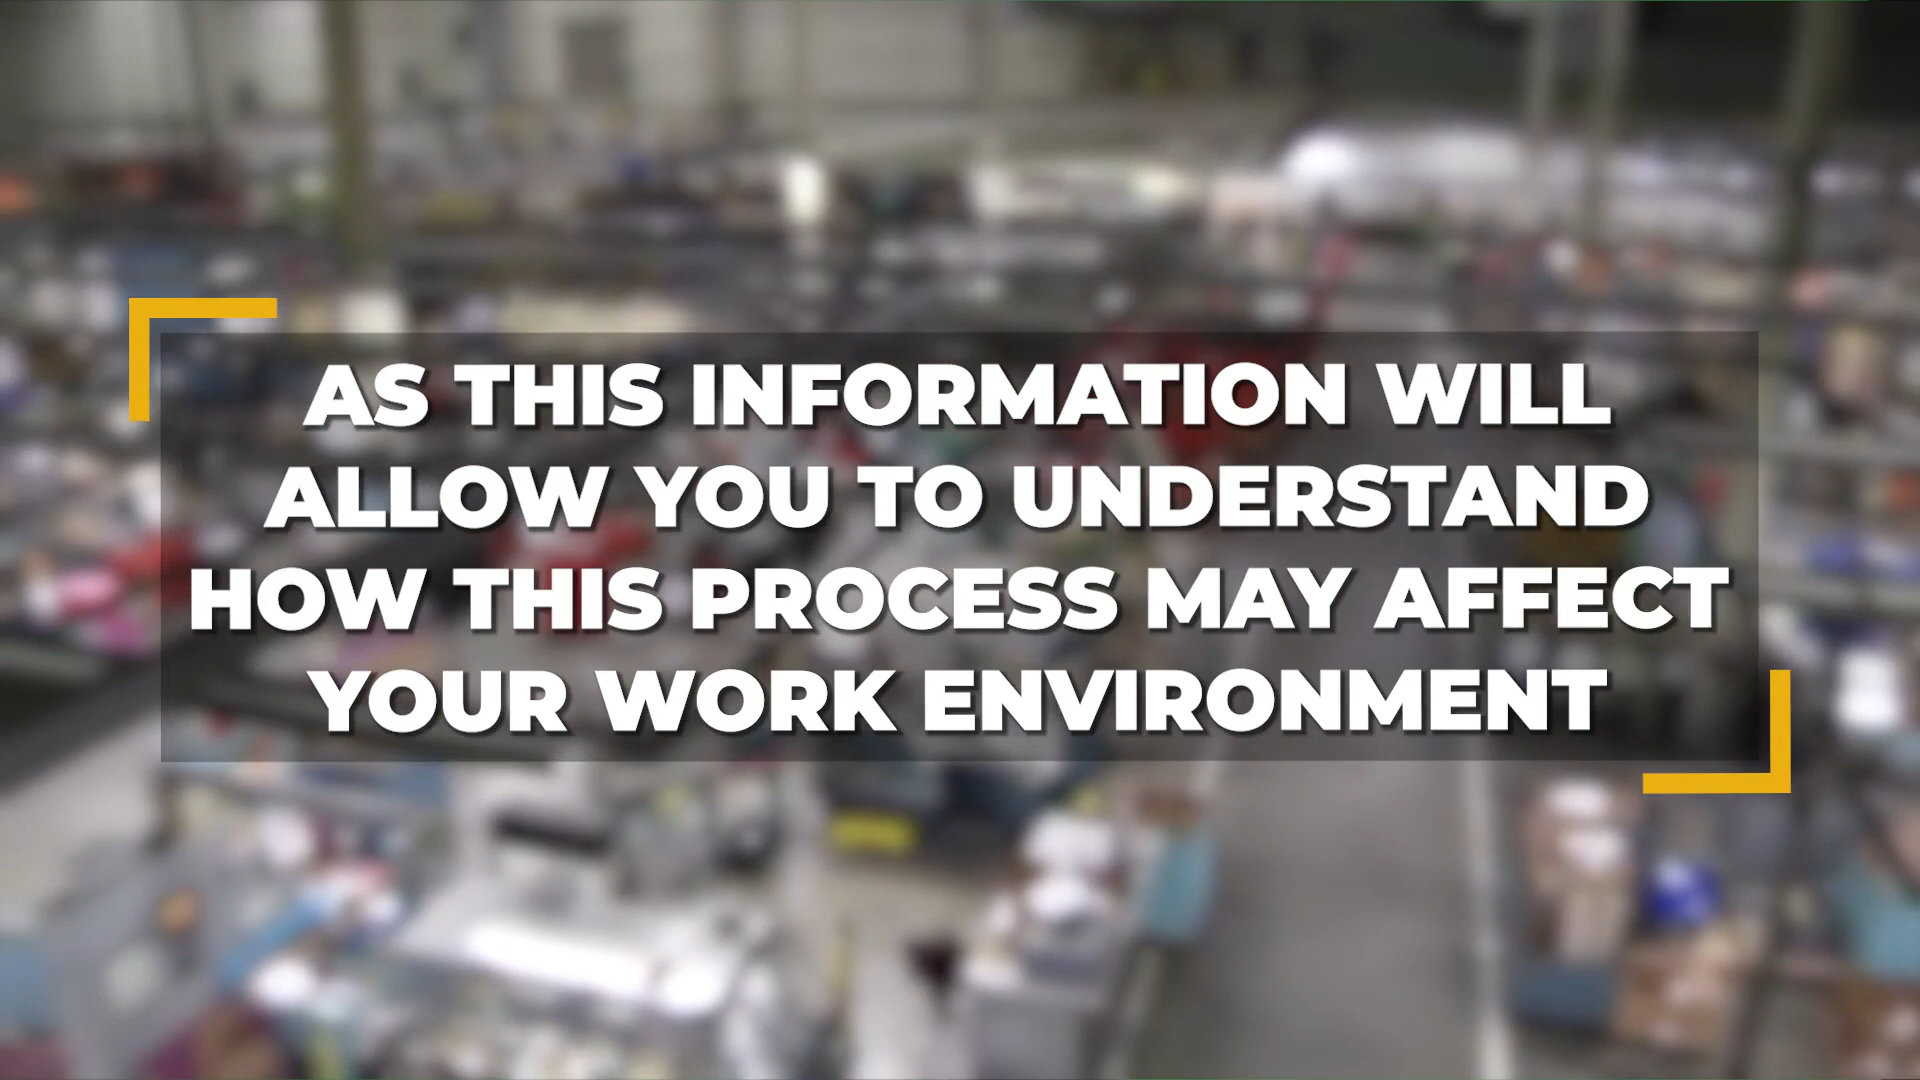 AS THIS INFORMATION WILL
ALLOW YOU TO UNDERSTAND
HOW THIS PROCESS MAY AFFECT
YOUR WORK ENVIRONMENT